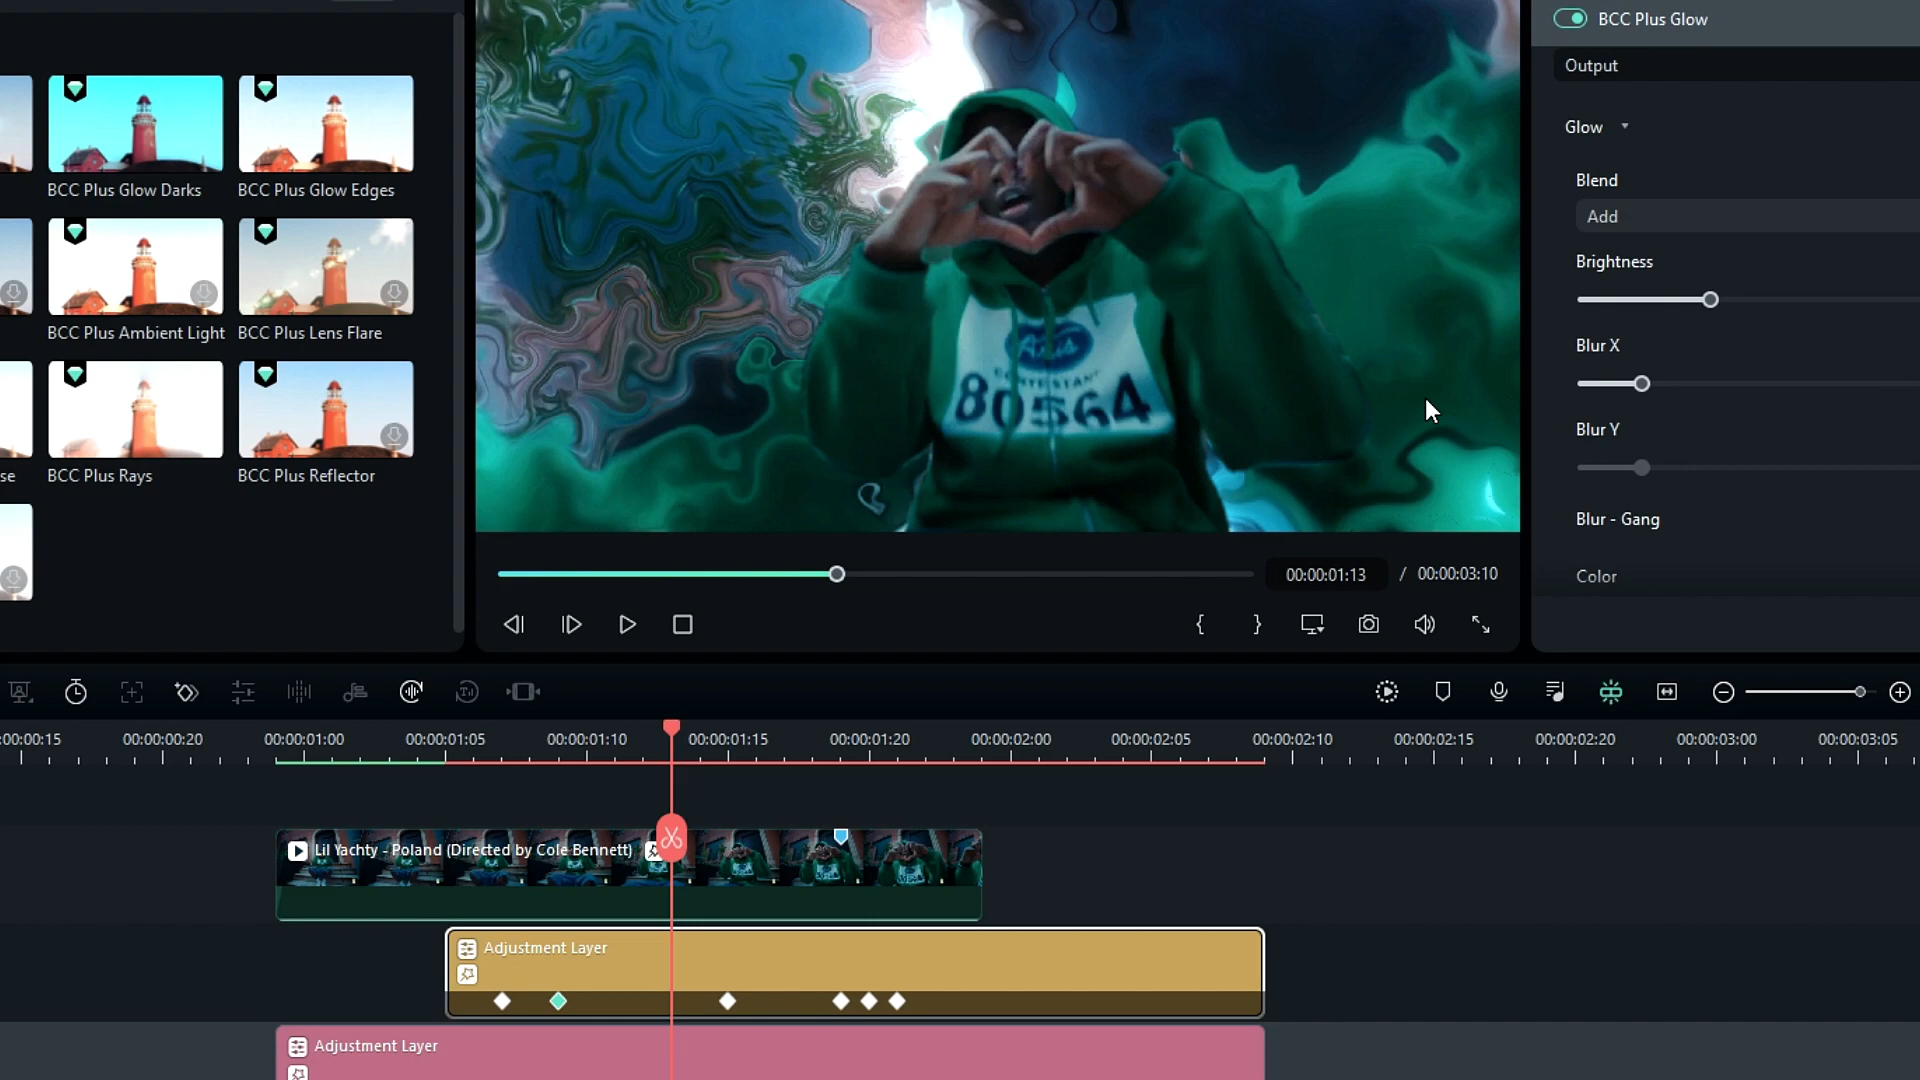 BCC Plus Glow Darks
BCC Plus Glow Edges
BCC Plus Ambient Light
BCC Plus Lens Flare
se
BCC Plus Rays
BCC Plus Reflector
80564
00:00:01:13 / 00:00:03:10
BCC Plus Glow
Output
Glow
Blend
Add
Brightness
Blur X
Blur Y
Blur - Gang
Color
:00:00:15
00:00:00:20
00:00:01:00
00:00:01:05
00:00:01:10
00:00:01:15
00:00:01:20
00:00:02:00
00:00:02:05
00:00:02:10
00:00:02:15
00:00:02:20
00:00:03:00
00:00:03:05
Lil Yachty - Poland (Directed by Cole Bennett)
Adjustment Layer
Adjustment Layer